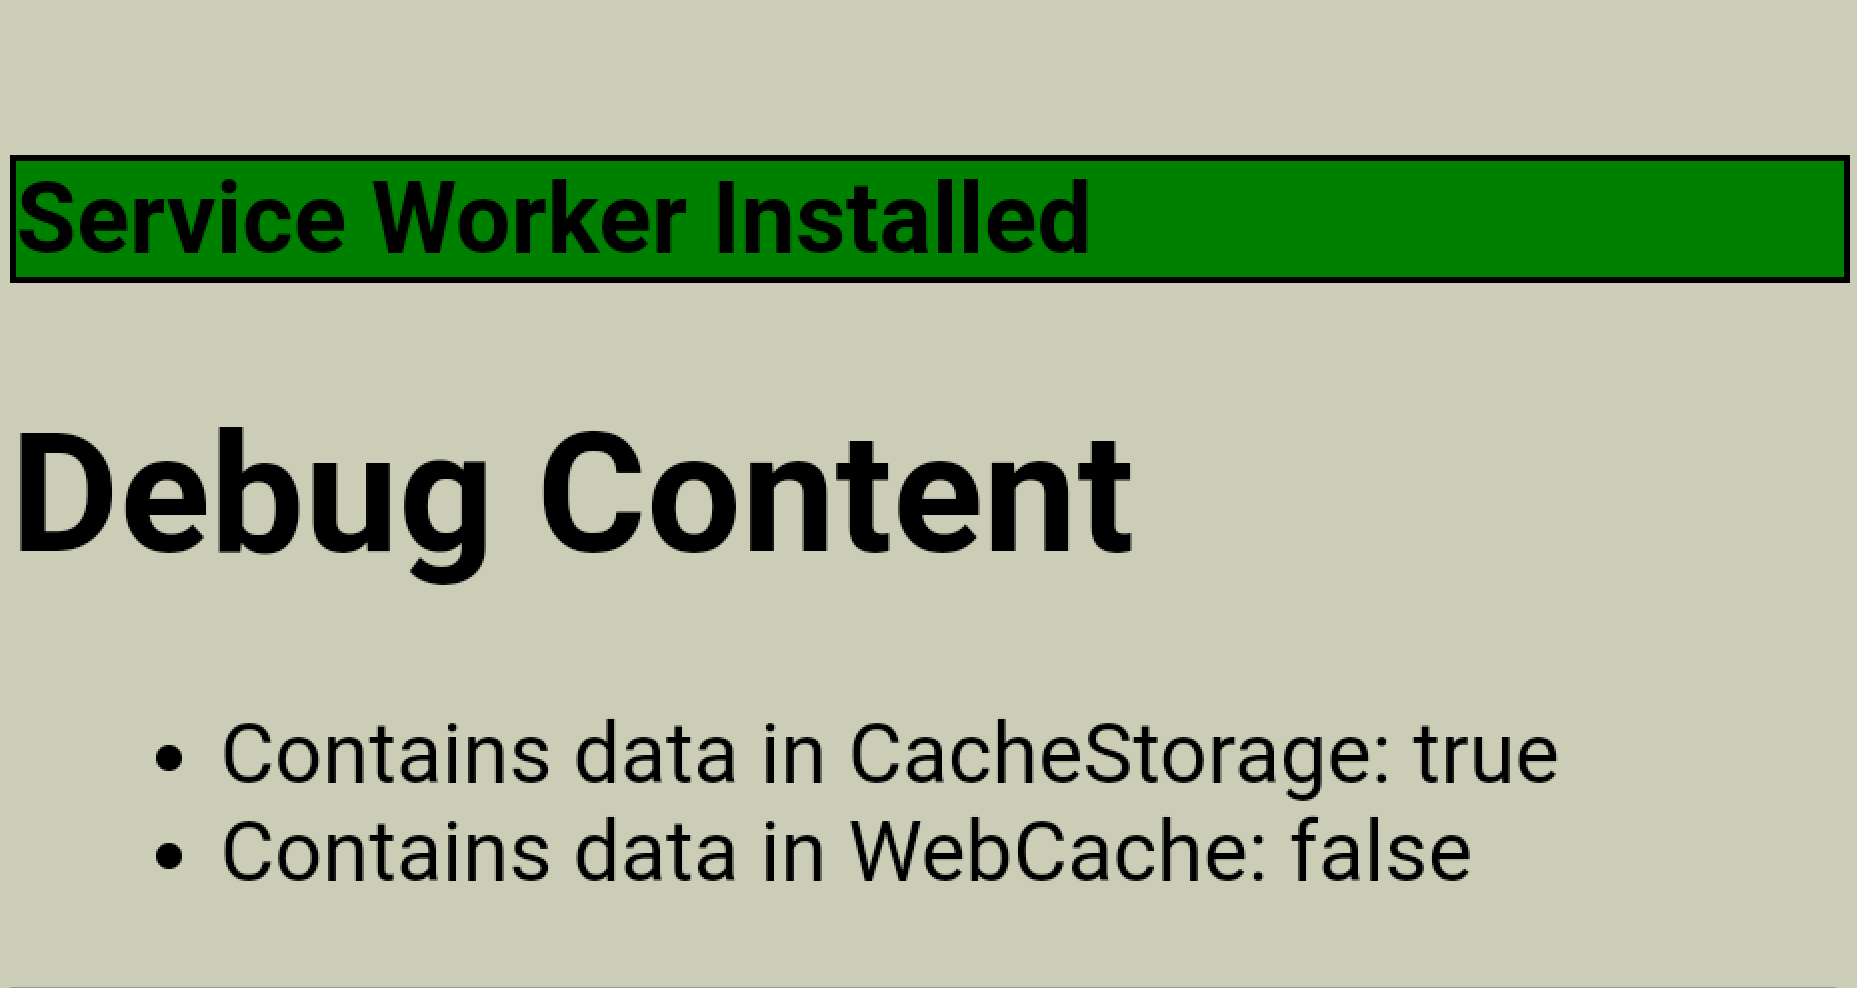 Service Worker Installed
Debug Content
Contains data in CacheStorage: true
Contains data in WebCache: false